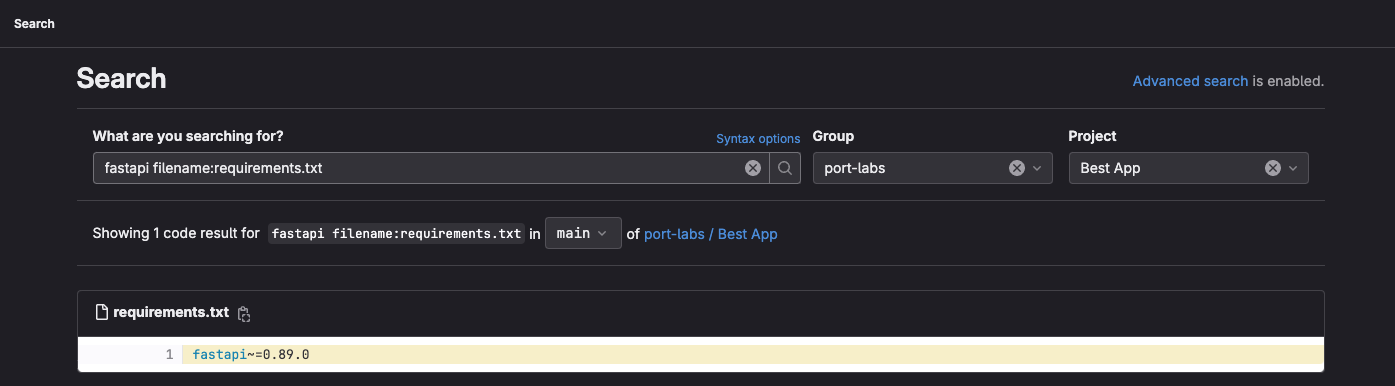 Search
Search
Advanced search is enabled.
What are you searching for?
Syntax options
Group
Project
fastapi filename:requirements.txt
port-labs
Best App
Showing 1 code result for fastapi filename:requirements.txt in main of port-labs / Best App
requirements.txt
1 fastapi~=0.89.0